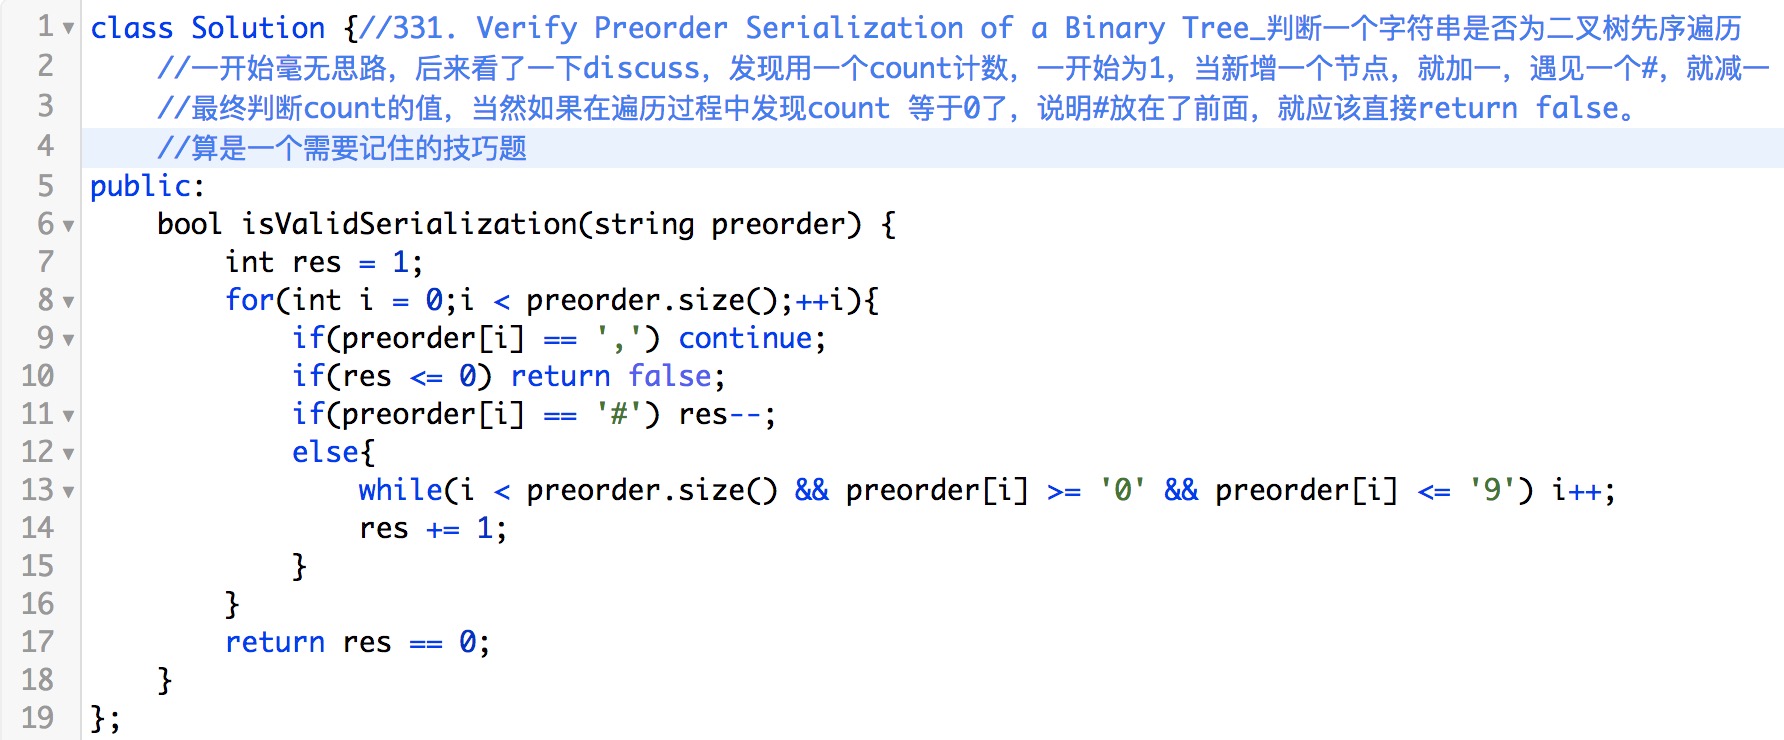 1 class Solution {//331. Verify Preorder Serialization of a Binary Tree_判断一个字符串是否为二叉树先序遍历
2 //一开始毫无思路，后来看了一下discuss，发现用一个count计数，一开始为1，当新增一个节点，就加一，遇见一个#，就减一
3 //最终判断count的值，当然如果在遍历过程中发现count 等于0了，说明#放在了前面，就应该直接return false。
4 //算是一个需要记住的技巧题
5 public:
6 bool isValidSerialization(string preorder) {
7 int res = 1;
8 for(int i = 0;i < preorder.size();++i){
9 if(preorder[i] == ',') continue;
10 if(res <= 0) return false;
11 if(preorder[i] == '#') res--;
12 else{
13 while(i < preorder.size() && preorder[i] >= '0' && preorder[i] <= '9') i++;
14 res += 1;
15 }
16 }
17 return res == 0;
18 }
19 };